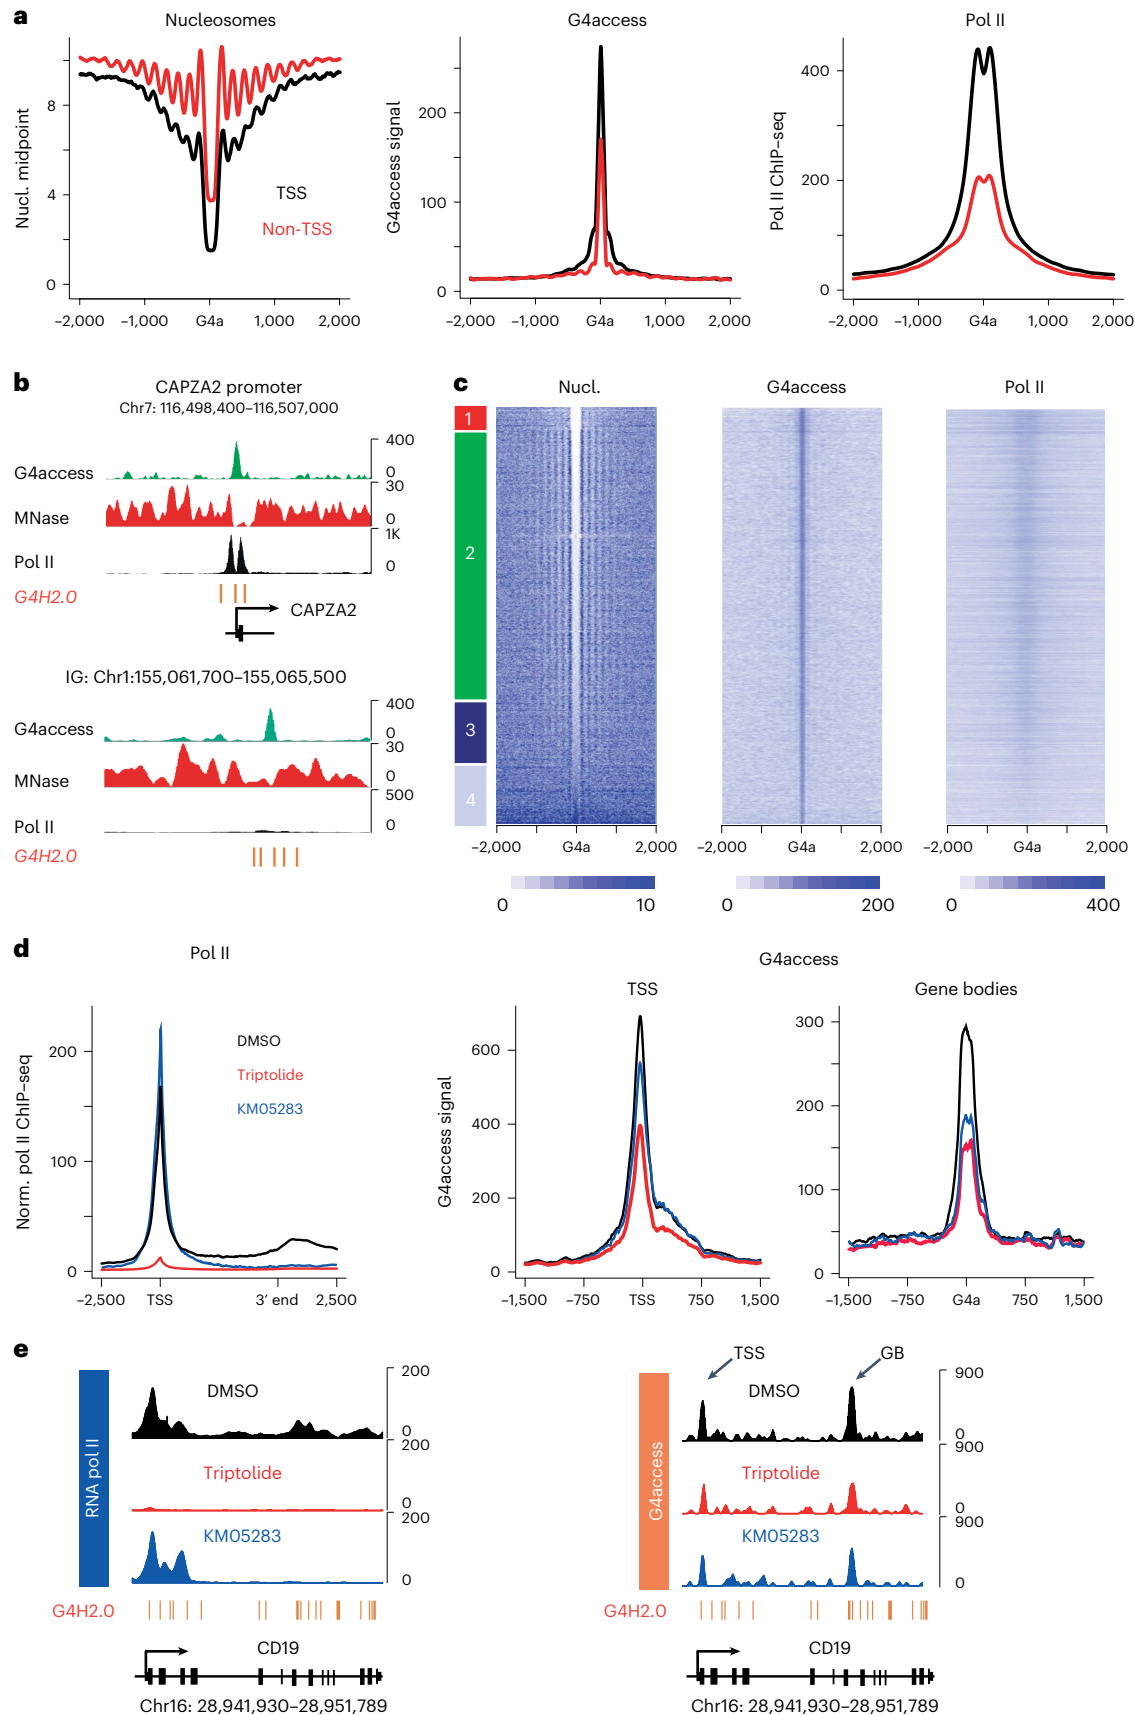 a
Nucleosomes
G4access
Pol II
Nucl. midpoint
8
4
0
TSS
Non-TSS
−2,000 −1,000 G4a 1,000 2,000
G4access signal
200
100
0
−2,000 −1,000 G4a 1,000 2,000
Pol II ChIP–seq
400
200
0
−2,000 −1,000 G4a 1,000 2,000
b
CAPZA2 promoter
Chr7: 116,498,400–116,507,000
G4access
400
0
MNase
30
0
Pol II
1K
0
G4H2.0
CAPZA2
IG: Chr1:155,061,700–155,065,500
G4access
400
0
MNase
30
0
Pol II
500
0
G4H2.0
c
Nucl.
G4access
Pol II
1
2
3
4
−2,000 G4a 2,000
−2,000 G4a 2,000
−2,000 G4a 2,000
0 10
0 200
0 400
d
Pol II
Norm. pol II ChIP–seq
200
100
0
DMSO
Triptolide
KM05283
−2,500 TSS 3′ end 2,500
G4access
TSS
Gene bodies
G4access signal
600
400
200
0
−1,500 −750 TSS 750 1,500
300
200
100
0
−1,500 −750 G4a 750 1,500
e
RNA pol II
DMSO
200
0
Triptolide
200
0
KM05283
200
0
G4H2.0
CD19
Chr16: 28,941,930–28,951,789
G4access
TSS
GB
DMSO
900
0
Triptolide
900
0
KM05283
900
0
G4H2.0
CD19
Chr16: 28,941,930–28,951,789